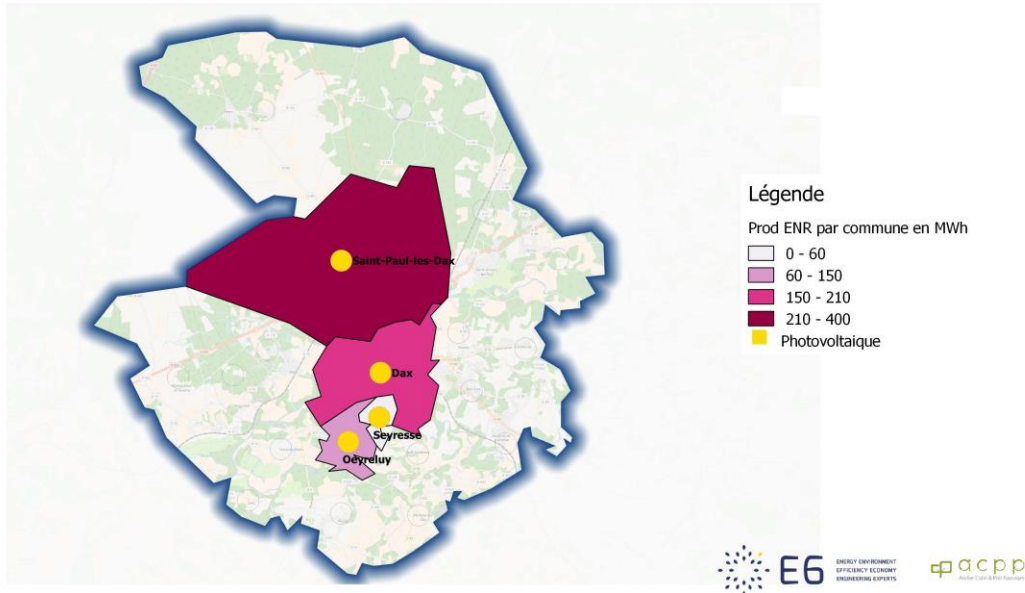 Saint-Paul-les-Dax
Dax
Seyresse
Oeyreluy
Légende
Prod ENR par commune en MWh
0 - 60
60 - 150
150 - 210
210 - 400
Photovoltaique
E6
ENERGY ENVIRONMENT
EFFICIENCY ECONOMY
ENGINEERING EXPERTS
acpp